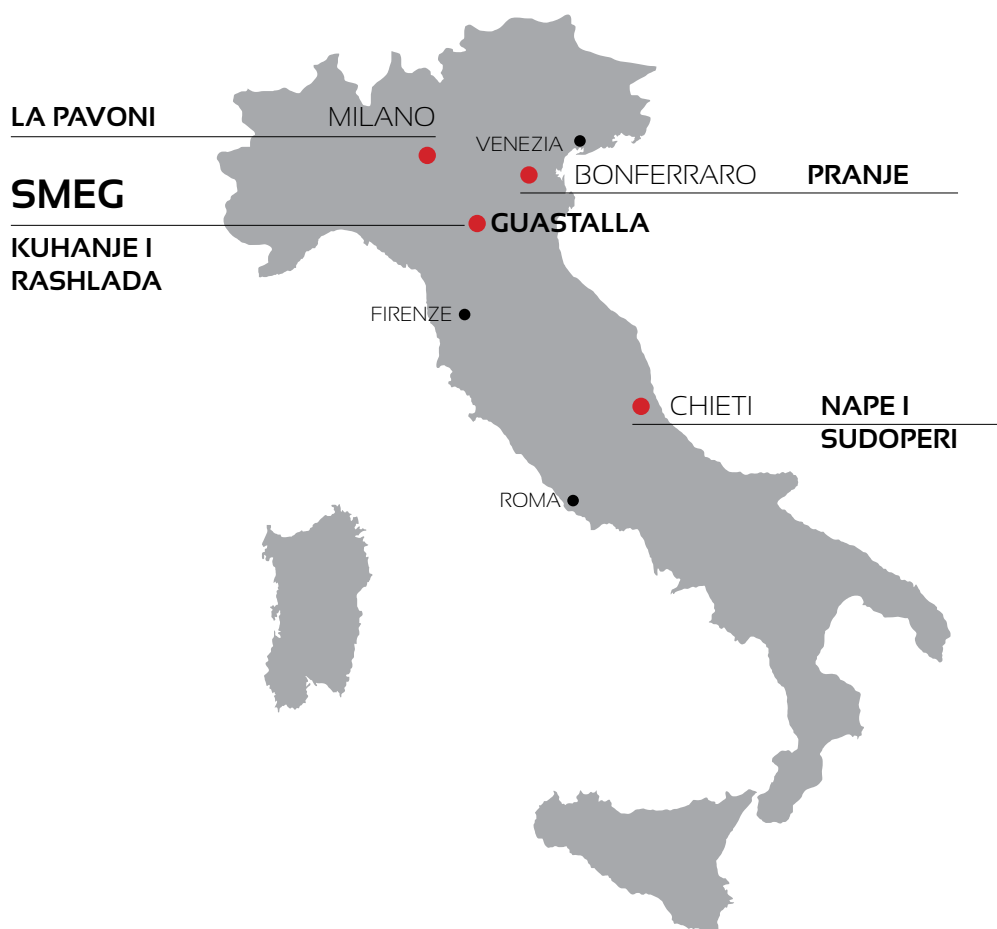 LA PAVONI MILANO
VENEZIA
BONFERRARO PRANJE
SMEG
GUASTALLA
KUHANJE I
RASHLADA
FIRENZE
CHIETI NAPE I
SUDOPERI
ROMA